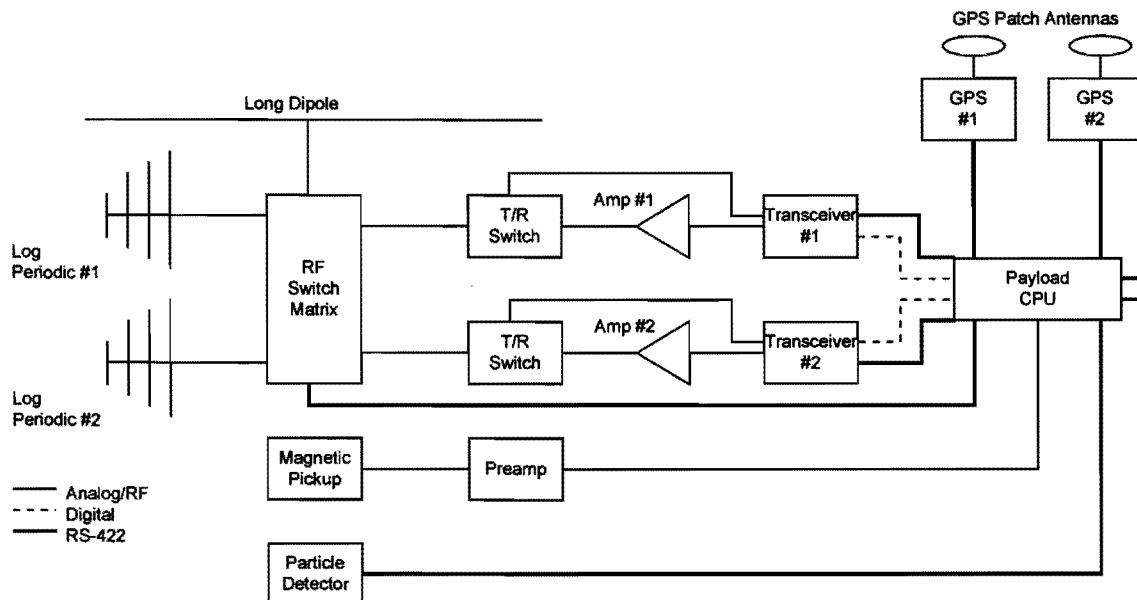 GPS Patch Antennas
GPS
#1
GPS
#2
Long Dipole
Log
Periodic #1
RF
Switch
Matrix
T/R
Switch
Amp #1
Transceiver
#1
Payload
CPU
Log
Periodic #2
T/R
Switch
Amp #2
Transceiver
#2
Magnetic
Pickup
Preamp
Analog/RF
Digital
RS-422
Particle
Detector